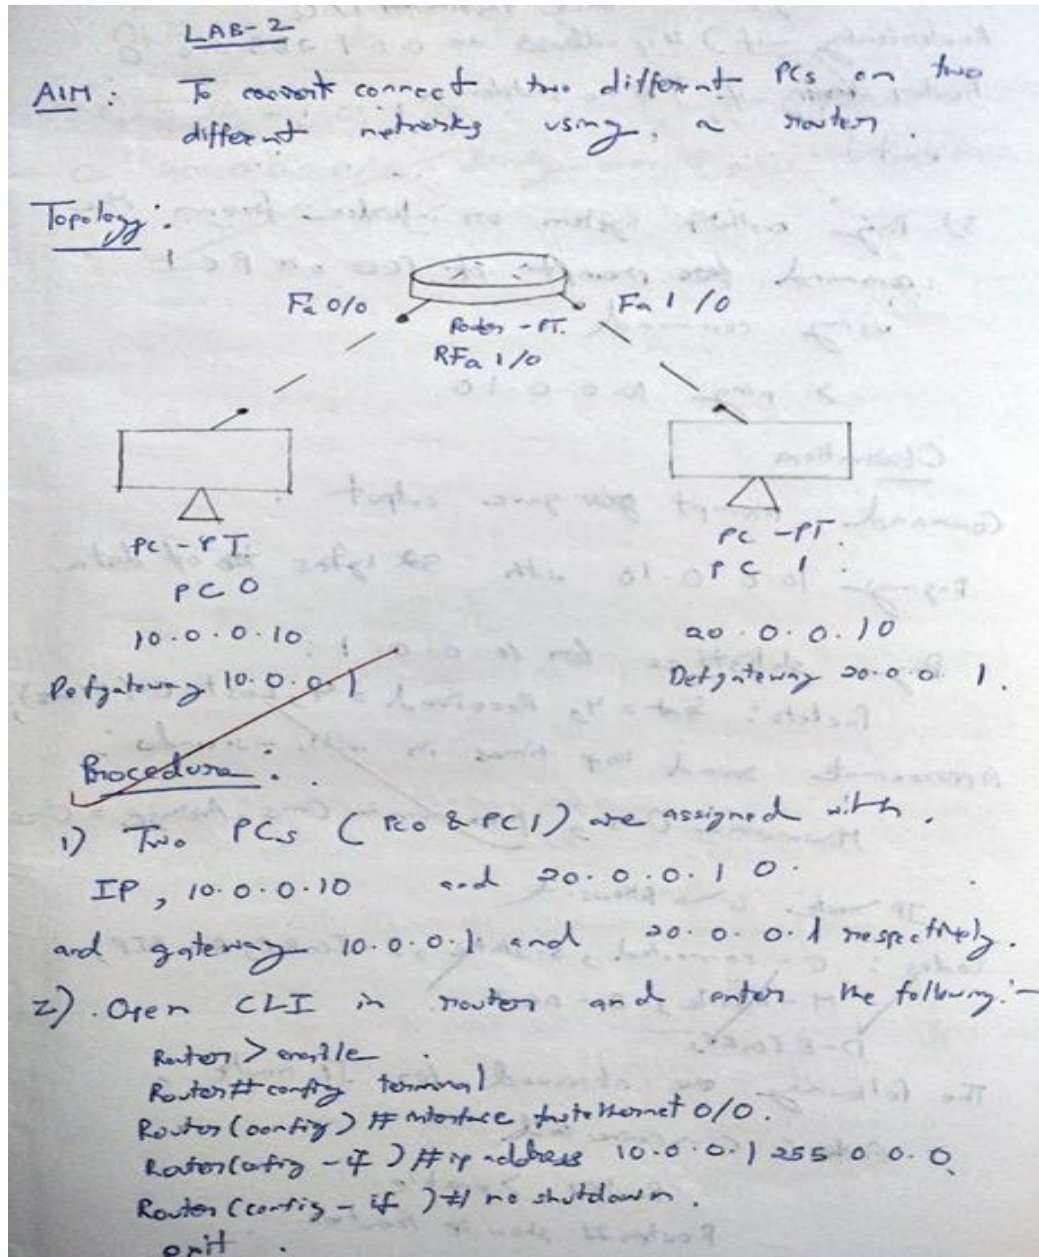 LAB-2
AIM : To connect two different PCs on two
different networks using a router.
Topology :
Fa 0/0
Fa 1/0
Router - PT.
RFa 1/0
PC - PT
PC 0
10.0.0.10
Defgateway 10.0.0.1
PC - PT.
PC 1
20.0.0.10
Defgateway 20.0.0.1.
Procedure :
1) Two PCs (PC0 & PC1) are assigned with
IP, 10.0.0.10 and 20.0.0.10.
and gateway 10.0.0.1 and 20.0.0.1 respectively.
2). Open CLI in router and enter the following:-
Router > enable
Router# config terminal
Router(config)# interface fastethernet 0/0.
Router(config-if)# ip address 10.0.0.1 255.0.0.0
Router(config-if)# no shutdown.
exit.